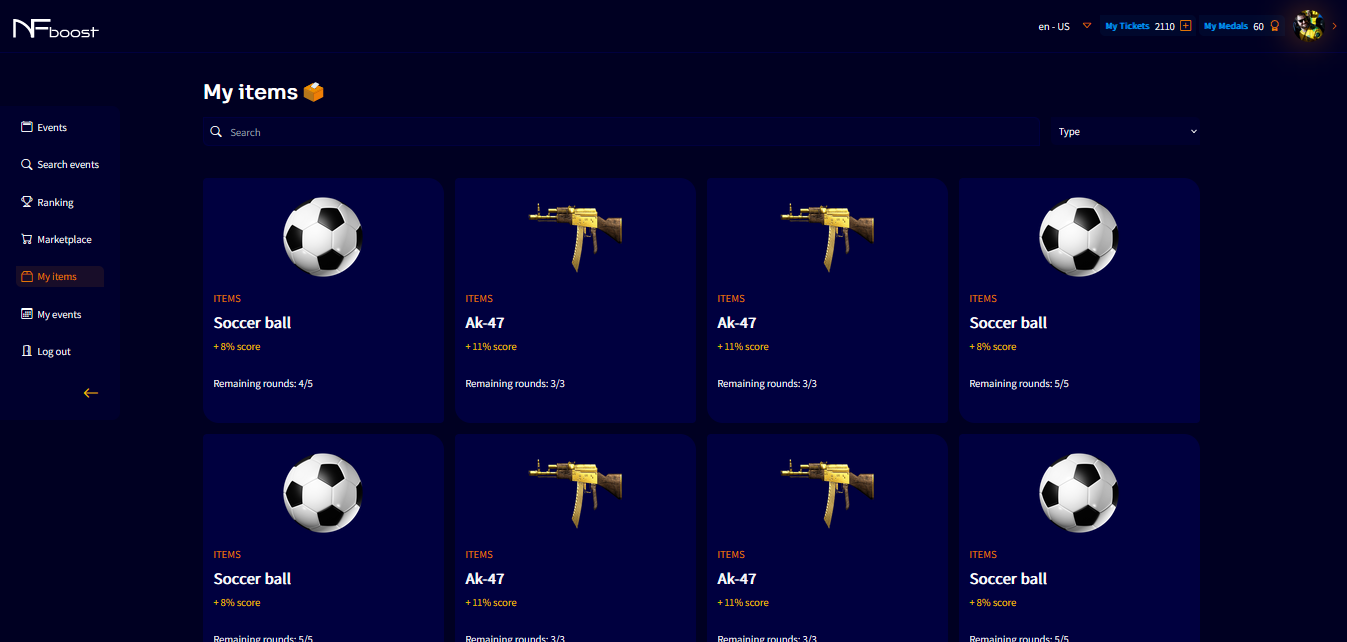 NFboost
en - US
My Tickets 2110
My Medals 60
My items
Search
Type
Events
Search events
Ranking
Marketplace
My items
My events
Log out
ITEMS
Soccer ball
+ 8% score
Remaining rounds: 4/5
ITEMS
Ak-47
+ 11% score
Remaining rounds: 3/3
ITEMS
Ak-47
+ 11% score
Remaining rounds: 3/3
ITEMS
Soccer ball
+ 8% score
Remaining rounds: 5/5
ITEMS
Soccer ball
+ 8% score
Remaining rounds: 5/5
ITEMS
Ak-47
+ 11% score
Remaining rounds: 3/3
ITEMS
Ak-47
+ 11% score
Remaining rounds: 3/3
ITEMS
Soccer ball
+ 8% score
Remaining rounds: 5/5